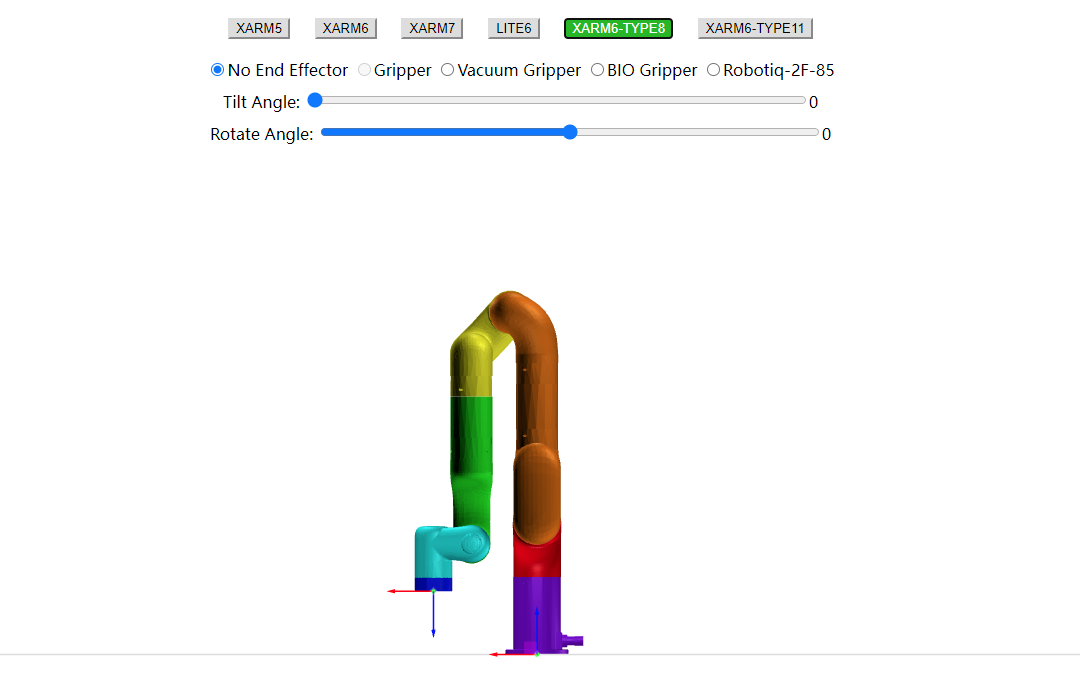 XARM5 XARM6 XARM7 LITE6 XARM6-TYPE8 XARM6-TYPE11
No End Effector Gripper Vacuum Gripper BIO Gripper Robotiq-2F-85
Tilt Angle: 0
Rotate Angle: 0